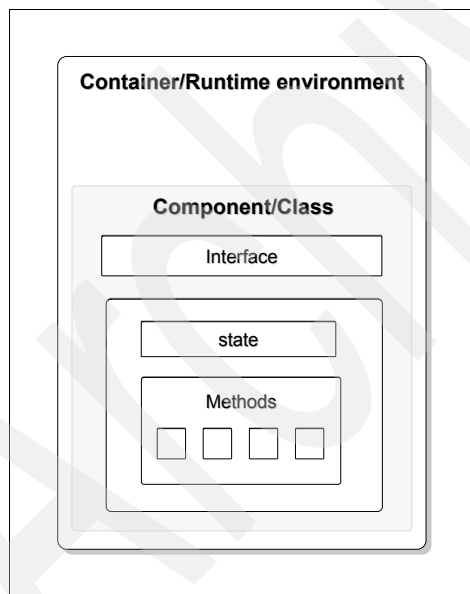 Container/Runtime environment
Component/Class
Interface
state
Methods